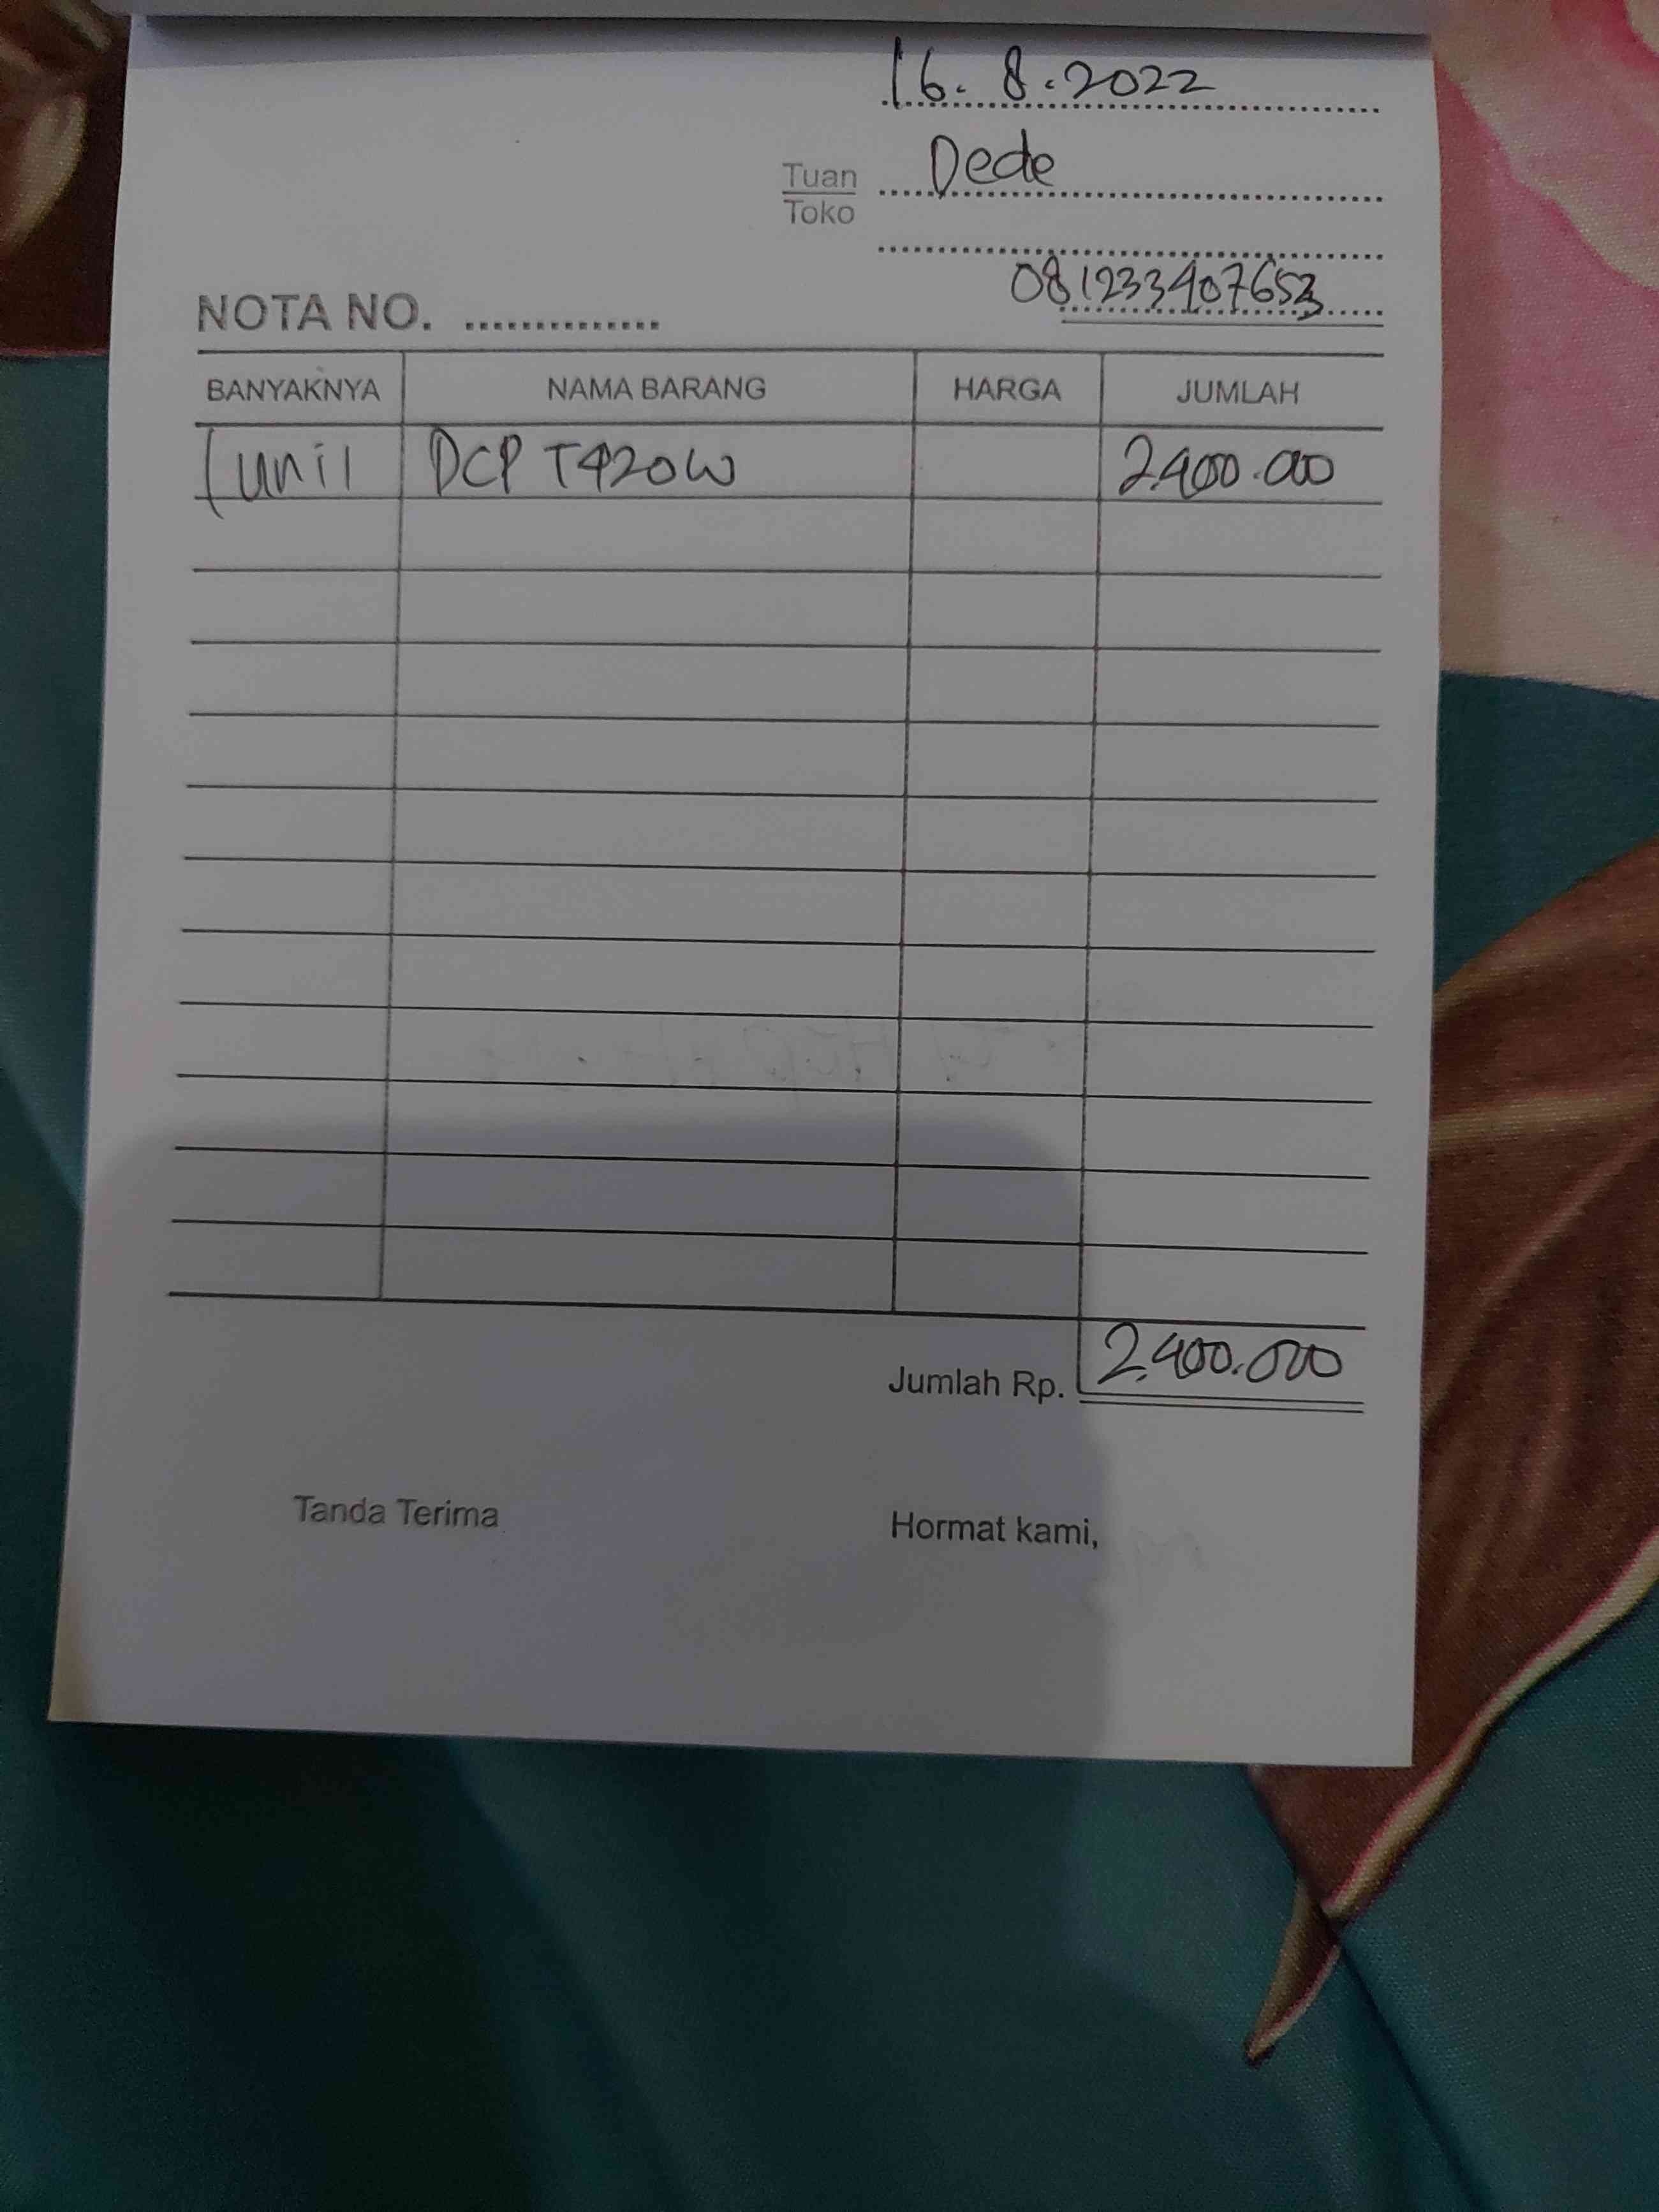 16.8.2022
Tuan Dede
Toko
081233407653
NOTA NO. ..............
BANYAKNYA NAMA BARANG HARGA JUMLAH
1 unit DCP T420W 2.400.000
Jumlah Rp. 2.400.000
Tanda Terima Hormat kami,